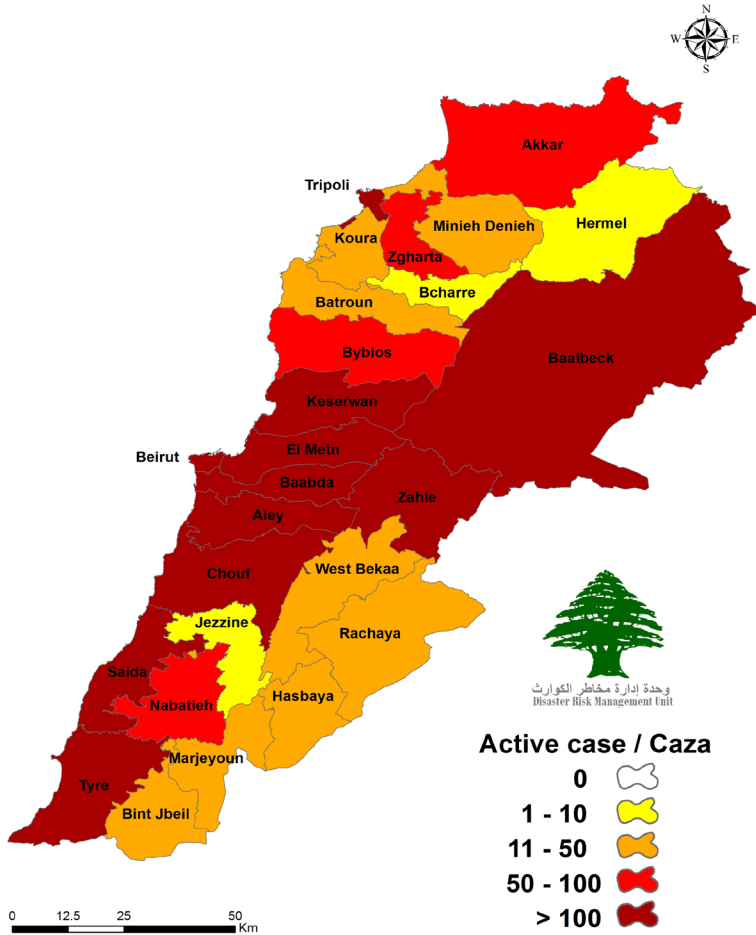 N
W E
S
Akkar
Tripoli
Hermel
Minieh Denieh
Koura
Zgharta
Bcharre
Batroun
Byblos
Baalbeck
Keserwan
El Metn
Beirut
Baabda
Zahle
Aley
West Bekaa
Chouf
Jezzine
Rachaya
Saida
Hasbaya
Nabatieh
Marjeyoun
Tyre
Bint Jbeil
وحدة إدارة مخاطر الكوارث
Disaster Risk Management Unit
Active case / Caza
0
1 - 10
11 - 50
50 - 100
> 100
0 12.5 25 50
Km